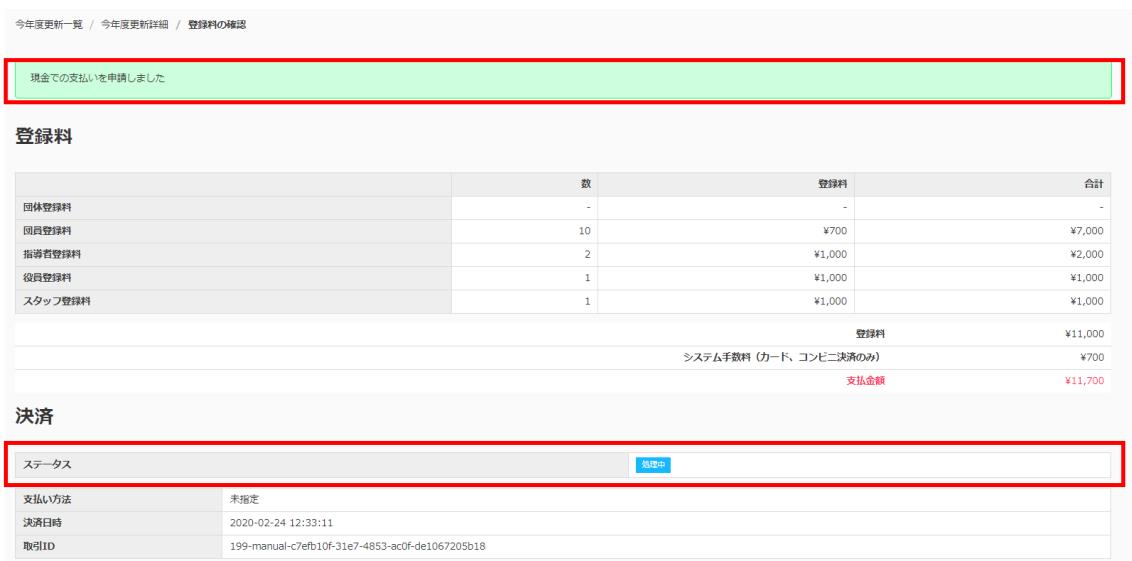 今年度更新一覧 / 今年度更新詳細 / 登録料の確認
現金での支払いを申請しました
登録料
数 登録料 合計
団体登録料 - - -
団員登録料 10 ¥700 ¥7,000
指導者登録料 2 ¥1,000 ¥2,000
役員登録料 1 ¥1,000 ¥1,000
スタッフ登録料 1 ¥1,000 ¥1,000
登録料 ¥11,000
システム手数料（カード、コンビニ決済のみ） ¥700
支払金額 ¥11,700
決済
ステータス 処理中
支払い方法 未指定
決済日時 2020-02-24 12:33:11
取引ID 199-manual-c7efb10f-31e7-4853-ac0f-de1067205b18